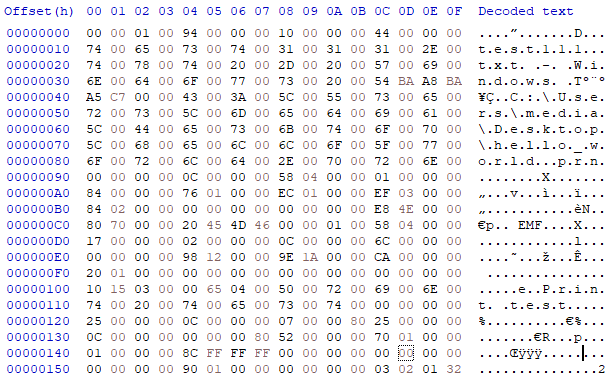 Offset(h) 00 01 02 03 04 05 06 07 08 09 0A 0B 0C 0D 0E 0F Decoded text
00000000 00 00 01 00 94 00 00 00 10 00 00 00 44 00 00 00 ....”.......D...
00000010 74 00 65 00 73 00 74 00 31 00 31 00 31 00 2E 00 t.e.s.t.1.1.1...
00000020 74 00 78 00 74 00 20 00 2D 00 20 00 57 00 69 00 t.x.t. .-. .W.i.
00000030 6E 00 64 00 6F 00 77 00 73 00 20 00 54 BA A8 BA n.d.o.w.s. .Tº¨º
00000040 A5 C7 00 00 43 00 3A 00 5C 00 55 00 73 00 65 00 ¥Ç..C.:.\.U.s.e.
00000050 72 00 73 00 5C 00 6D 00 65 00 64 00 69 00 61 00 r.s.\.m.e.d.i.a.
00000060 5C 00 44 00 65 00 73 00 6B 00 74 00 6F 00 70 00 \.D.e.s.k.t.o.p.
00000070 5C 00 68 00 65 00 6C 00 6C 00 6F 00 5F 00 77 00 \.h.e.l.l.o._.w.
00000080 6F 00 72 00 6C 00 64 00 2E 00 70 00 72 00 6E 00 o.r.l.d...p.r.n.
00000090 00 00 00 00 0C 00 00 00 58 04 00 00 01 00 00 00 ........X.......
000000A0 84 00 00 00 76 01 00 00 EC 01 00 00 EF 03 00 00 „...v...ì...ï...
000000B0 84 02 00 00 00 00 00 00 00 00 00 00 E8 4E 00 00 „...........èN..
000000C0 80 70 00 00 20 45 4D 46 00 00 01 00 58 04 00 00 €p.. EMF....X...
000000D0 17 00 00 00 02 00 00 00 0C 00 00 00 6C 00 00 00 ............l...
000000E0 00 00 00 00 98 12 00 00 9E 1A 00 00 CA 00 00 00 ....˜...ž...Ê...
000000F0 20 01 00 00 00 00 00 00 00 00 00 00 00 00 00 00  ...............
00000100 10 15 03 00 00 65 04 00 50 00 72 00 69 00 6E 00 .....e..P.r.i.n.
00000110 74 00 20 00 74 00 65 00 73 00 74 00 00 00 00 00 t. .t.e.s.t.....
00000120 25 00 00 00 0C 00 00 00 07 00 00 80 25 00 00 00 %..........€%...
00000130 0C 00 00 00 00 00 00 80 52 00 00 00 70 01 00 00 .......€R...p...
00000140 01 00 00 00 8C FF FF FF 00 00 00 00 00 00 00 00 ....Œÿÿÿ........
00000150 00 00 00 00 90 01 00 00 00 00 00 00 03 02 01 32 ...............2